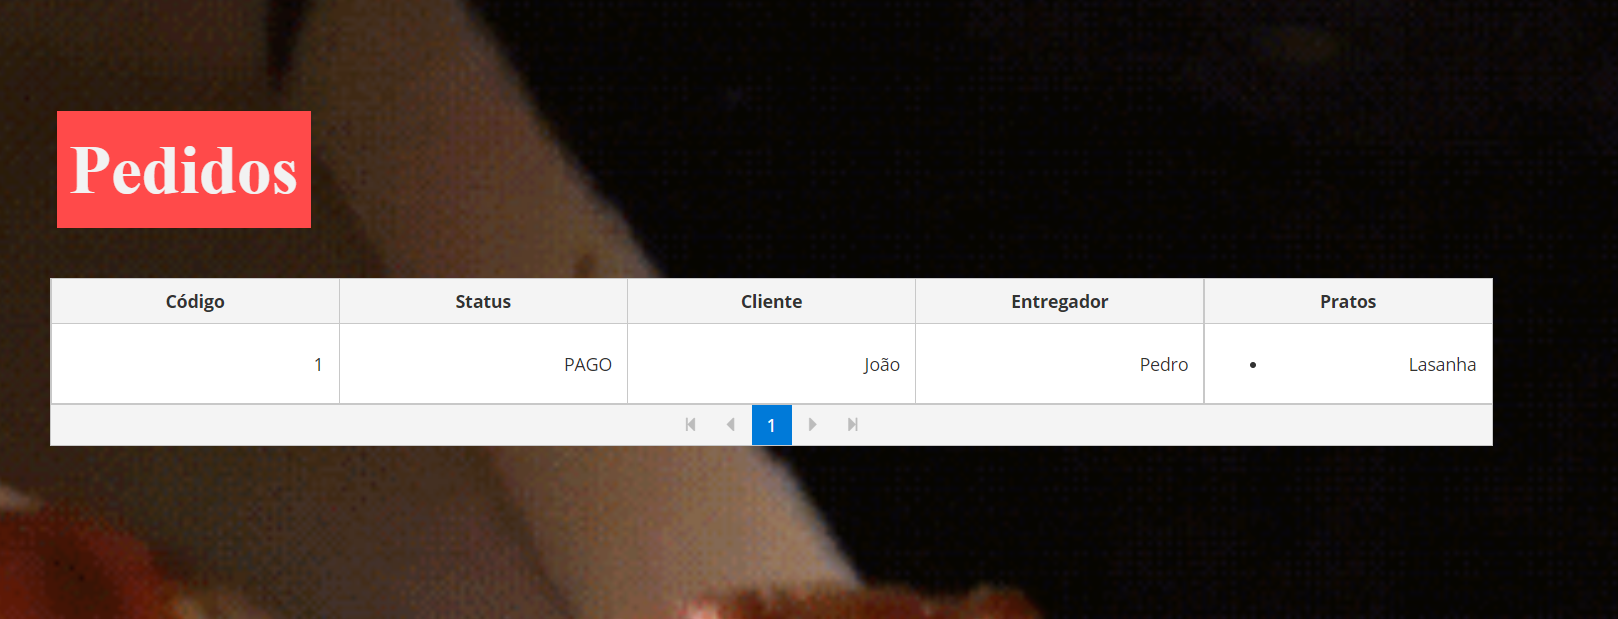 Pedidos
Código Status Cliente Entregador Pratos
1 PAGO João Pedro • Lasanha
1